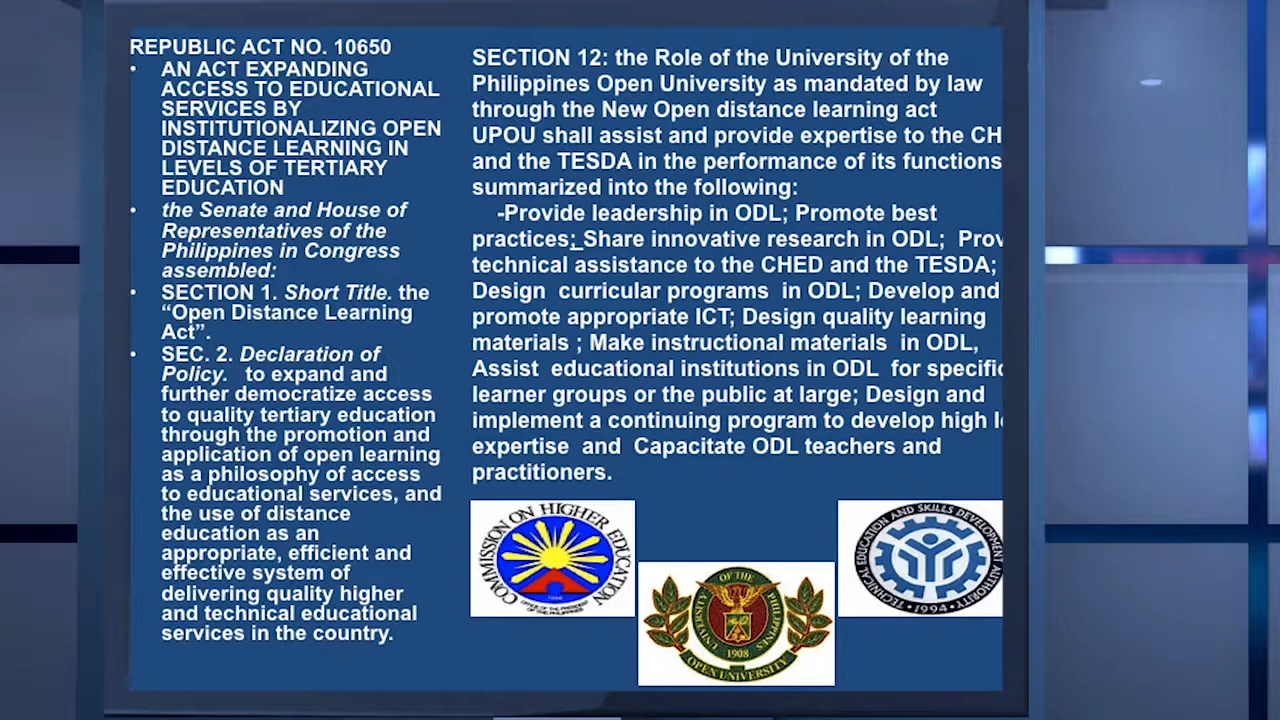 REPUBLIC ACT NO. 10650
• AN ACT EXPANDING
ACCESS TO EDUCATIONAL
SERVICES BY
INSTITUTIONALIZING OPEN
DISTANCE LEARNING IN
LEVELS OF TERTIARY
EDUCATION
• the Senate and House of
Representatives of the
Philippines in Congress
assembled:
• SECTION 1. Short Title. the
“Open Distance Learning
Act”.
• SEC. 2. Declaration of
Policy. to expand and
further democratize access
to quality tertiary education
through the promotion and
application of open learning
as a philosophy of access
to educational services, and
the use of distance
education as an
appropriate, efficient and
effective system of
delivering quality higher
and technical educational
services in the country.
SECTION 12: the Role of the University of the
Philippines Open University as mandated by law
through the New Open distance learning act
UPOU shall assist and provide expertise to the CH
and the TESDA in the performance of its functions
summarized into the following:
-Provide leadership in ODL; Promote best
practices; Share innovative research in ODL; Prov
technical assistance to the CHED and the TESDA;
Design curricular programs in ODL; Develop and
promote appropriate ICT; Design quality learning
materials ; Make instructional materials in ODL,
Assist educational institutions in ODL for specific
learner groups or the public at large; Design and
implement a continuing program to develop high l
expertise and Capacitate ODL teachers and
practitioners.
COMMISSION ON HIGHER EDUCATION
OFFICE OF THE PRESIDENT
OF THE PHILIPPINES
UNIVERSITY OF THE PHILIPPINES
1908
OPEN UNIVERSITY
TECHNICAL EDUCATION AND SKILLS DEVELOPMENT AUTHORITY
• 1994 •